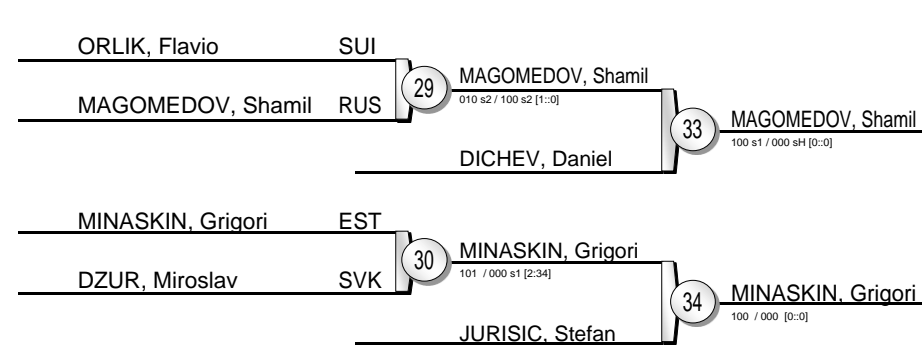 ORLIK, Flavio SUI
MAGOMEDOV, Shamil RUS
29
MAGOMEDOV, Shamil
010 s2 / 100 s2 [1::0]
DICHEV, Daniel
33
MAGOMEDOV, Shamil
100 s1 / 000 sH [0::0]
MINASKIN, Grigori EST
DZUR, Miroslav SVK
30
MINASKIN, Grigori
101 / 000 s1 [2:34]
JURISIC, Stefan
34
MINASKIN, Grigori
100 / 000 [0::0]